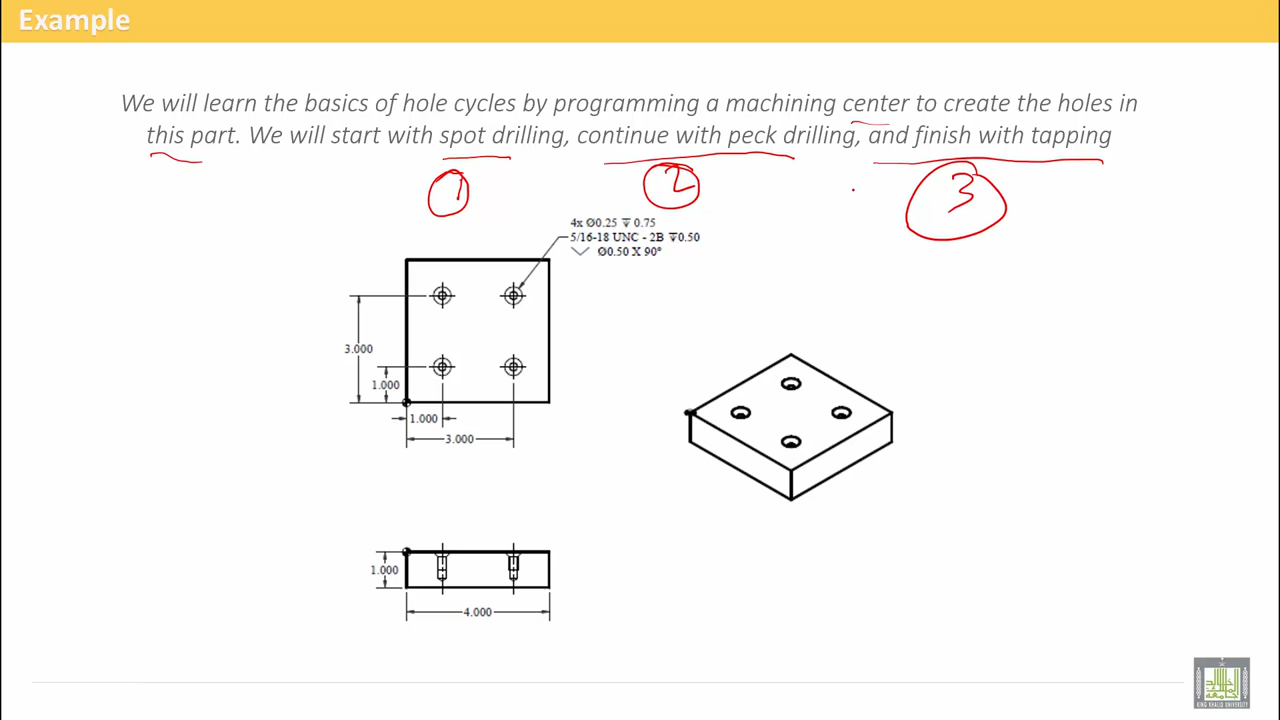 Example
We will learn the basics of hole cycles by programming a machining center to create the holes in
this part. We will start with spot drilling, continue with peck drilling, and finish with tapping
1
2
3
4x Ø0.25 ↧ 0.75
5/16-18 UNC - 2B ↧0.50
⌵ Ø0.50 X 90°
3.000
1.000
1.000
3.000
1.000
4.000
KING KHALID UNIVERSITY